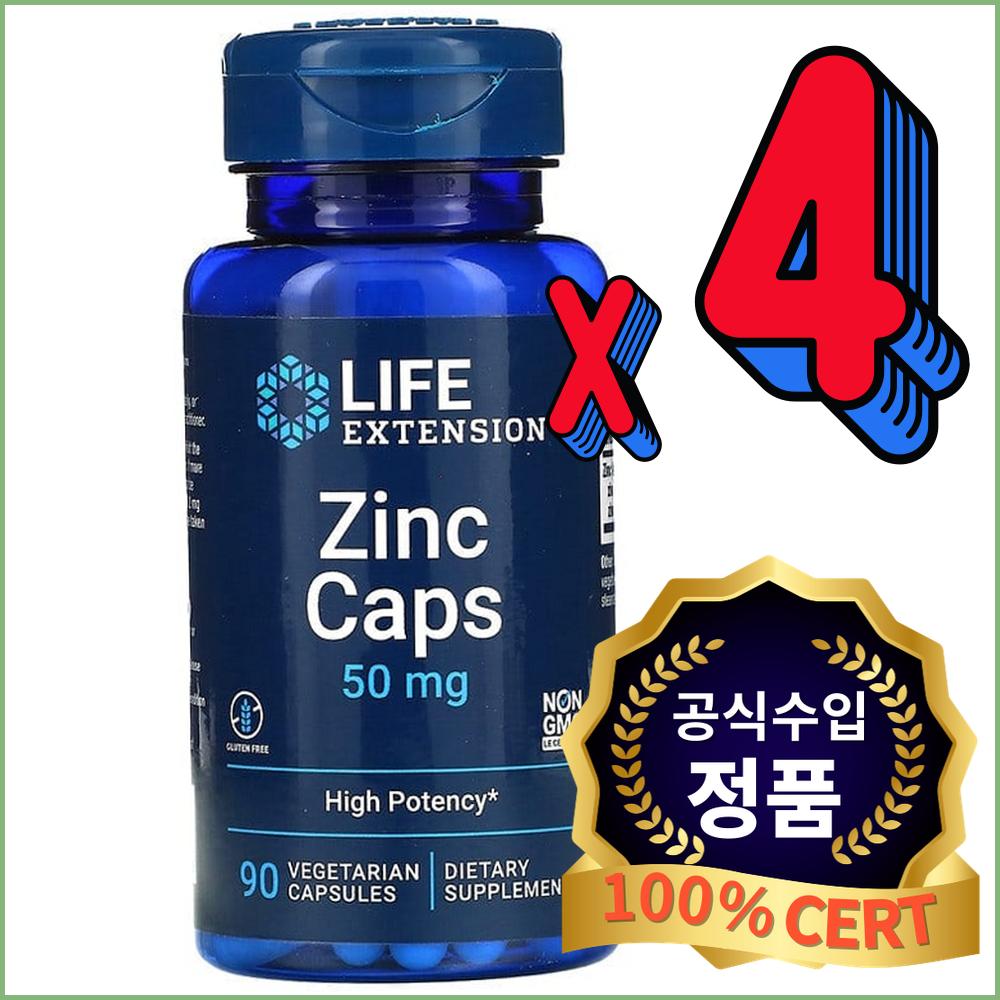 LIFE
EXTENSION
Zinc
Caps
50 mg
GLUTEN FREE
NON
GMO
High Potency*
90 VEGETARIAN CAPSULES
DIETARY SUPPLEMEN
x 4
공식수입
정품
100% CERT